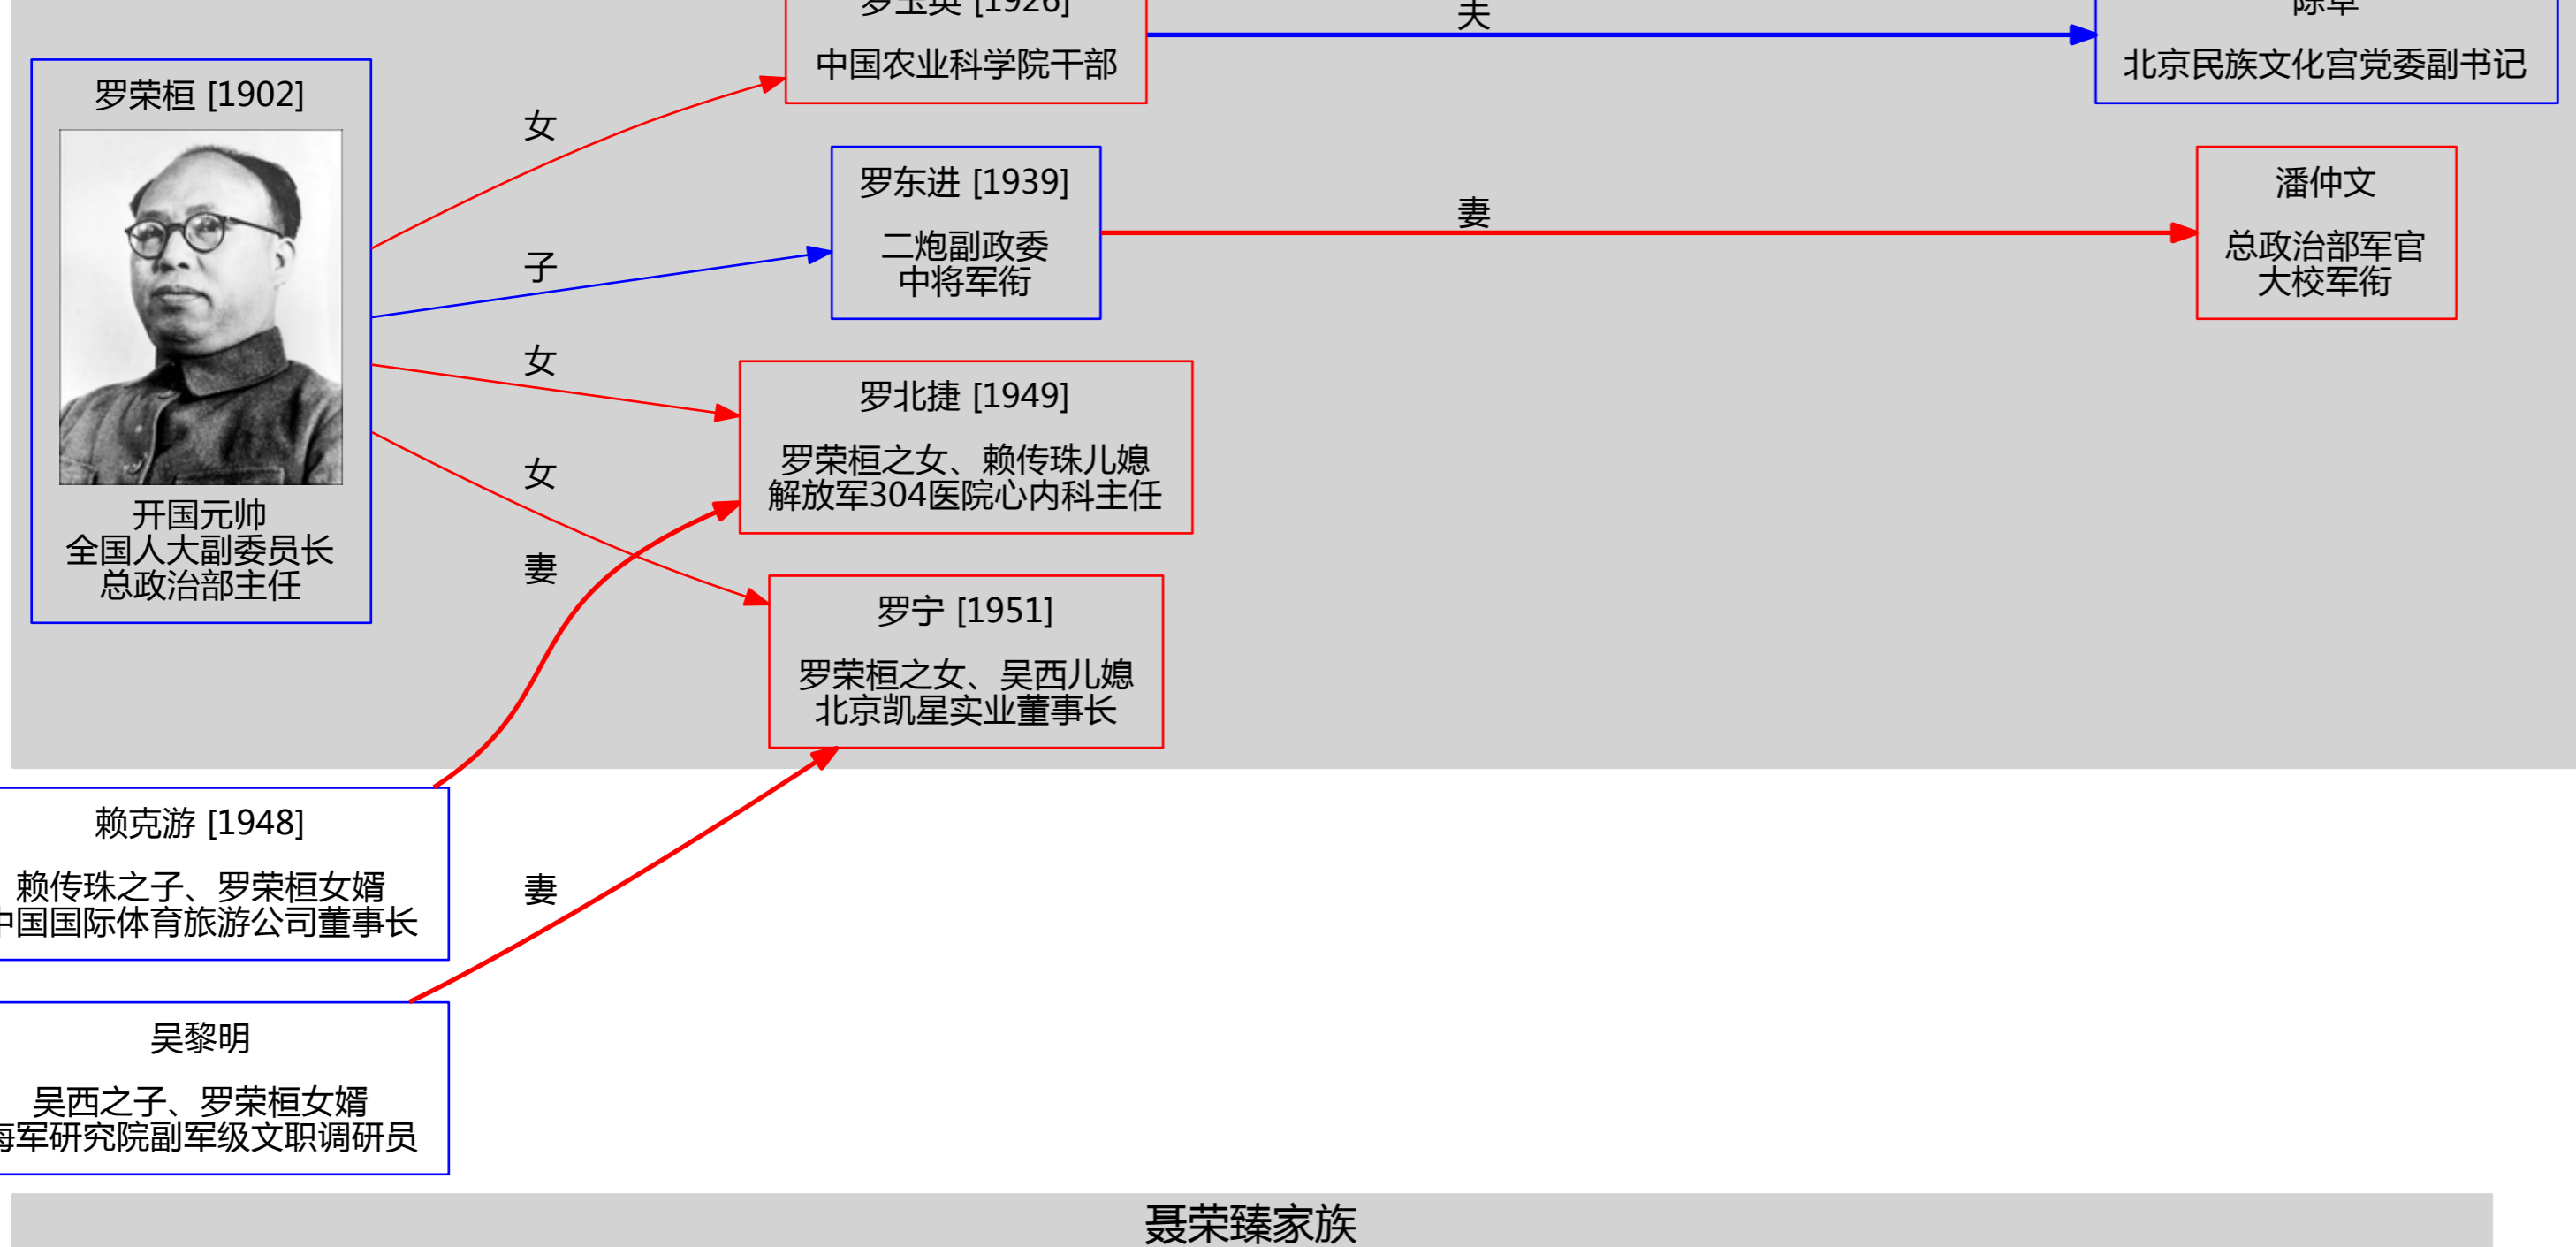 罗玉英 [1926]
中国农业科学院干部
夫
北京民族文化宫党委副书记
罗荣桓 [1902]
开国元帅
全国人大副委员长
总政治部主任
女
子
女
女
妻
罗东进 [1939]
二炮副政委
中将军衔
妻
潘仲文
总政治部军官
大校军衔
罗北捷 [1949]
罗荣桓之女、赖传珠儿媳
解放军304医院心内科主任
罗宁 [1951]
罗荣桓之女、吴西儿媳
北京凯星实业董事长
赖克游 [1948]
赖传珠之子、罗荣桓女婿
中国国际体育旅游公司董事长
妻
吴黎明
吴西之子、罗荣桓女婿
海军研究院副军级文职调研员
聂荣臻家族